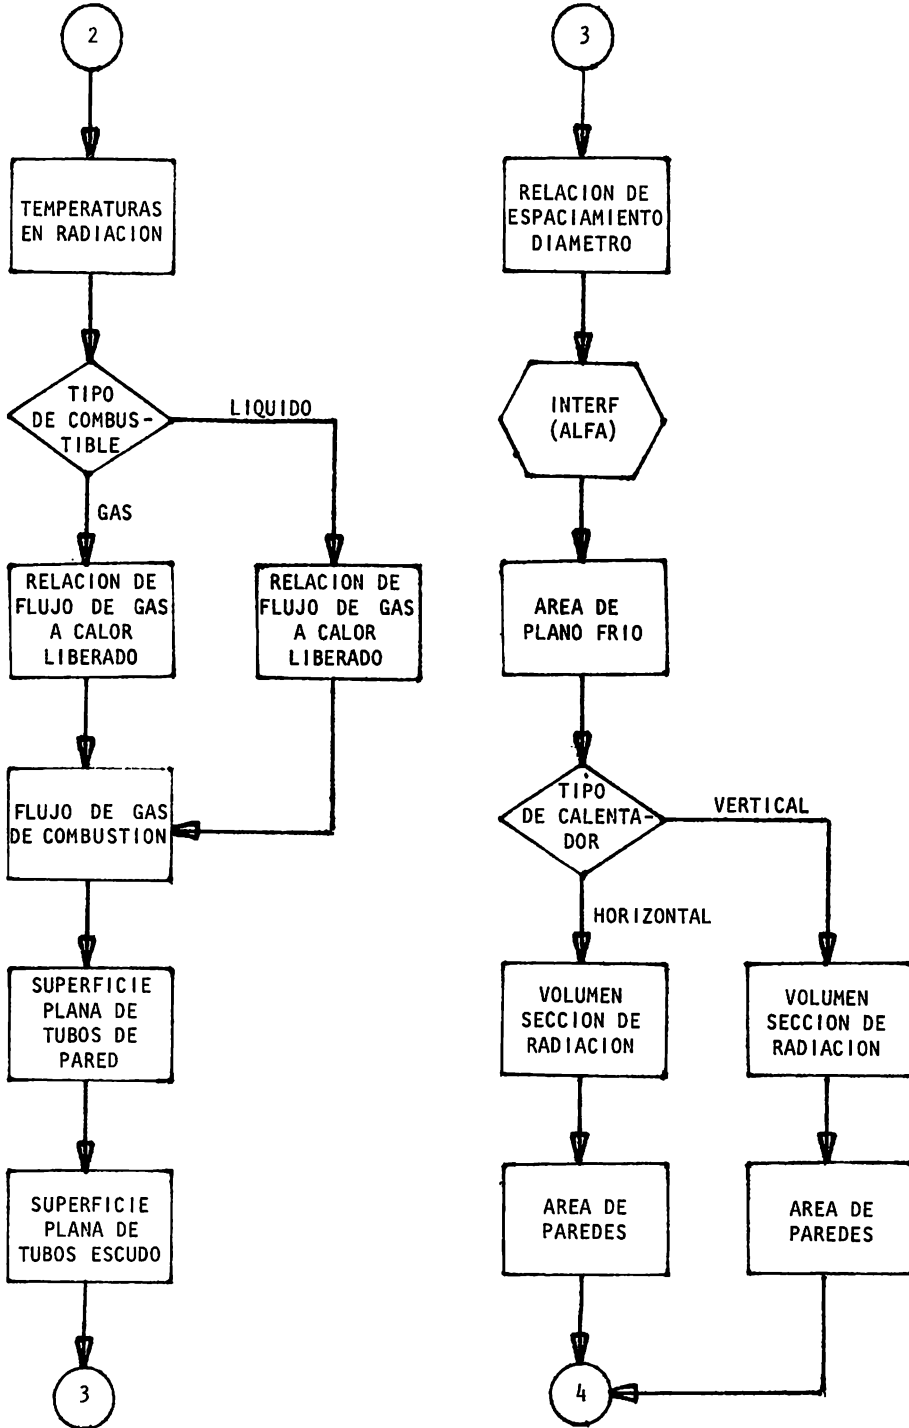 2
TEMPERATURAS
EN RADIACION
TIPO
DE COMBUS-
TIBLE
LIQUIDO
GAS
RELACION DE
FLUJO DE GAS
A CALOR
LIBERADO
RELACION DE
FLUJO DE GAS
A CALOR
LIBERADO
FLUJO DE GAS
DE COMBUSTION
SUPERFICIE
PLANA DE
TUBOS DE
PARED
SUPERFICIE
PLANA DE
TUBOS ESCUDO
3
3
RELACION DE
ESPACIAMIENTO
DIAMETRO
INTERF
(ALFA)
AREA DE
PLANO FRIO
TIPO
DE CALENTA-
DOR
VERTICAL
HORIZONTAL
VOLUMEN
SECCION DE
RADIACION
VOLUMEN
SECCION DE
RADIACION
AREA DE
PAREDES
AREA DE
PAREDES
4